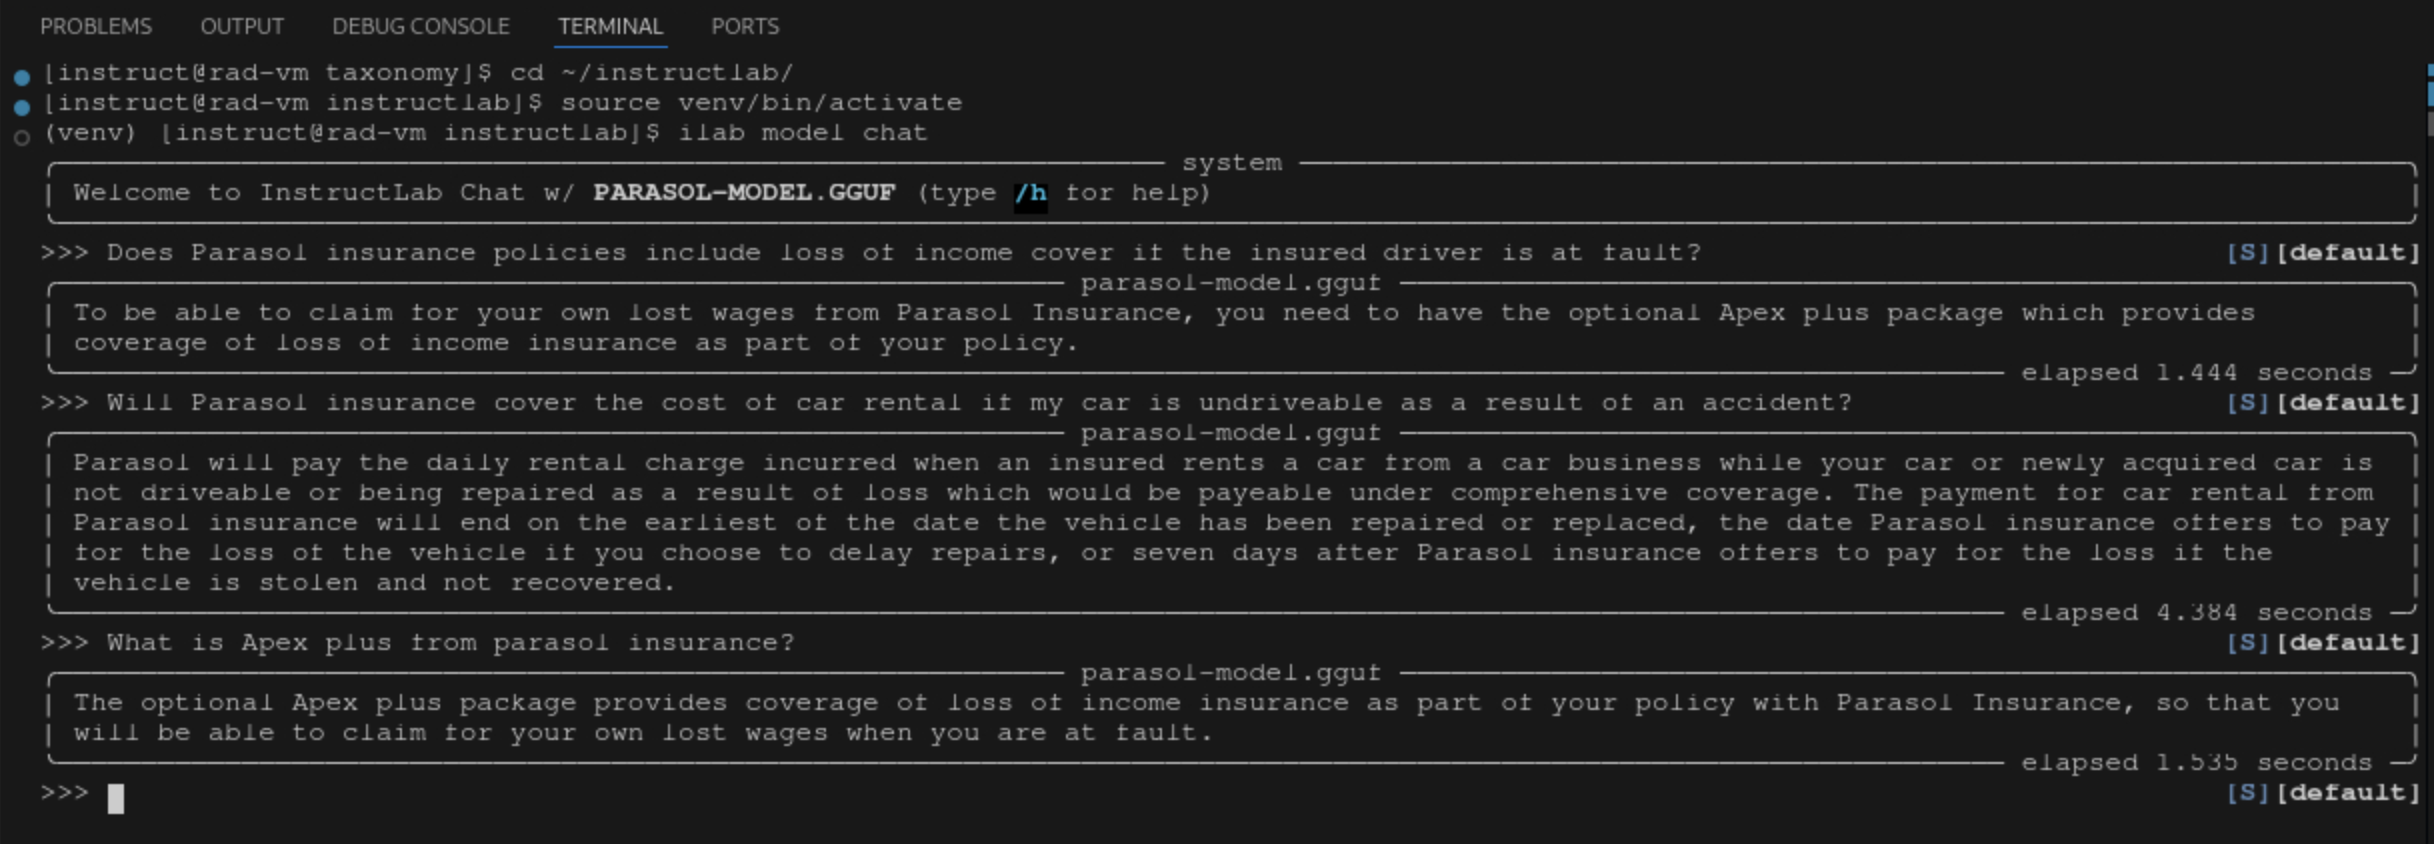 PROBLEMS OUTPUT DEBUG CONSOLE TERMINAL PORTS
[instruct@rad-vm taxonomy]$ cd ~/instructlab/
[instruct@rad-vm instructlab]$ source venv/bin/activate
(venv) [instruct@rad-vm instructlab]$ ilab model chat
system
Welcome to InstructLab Chat w/ PARASOL-MODEL.GGUF (type /h for help)
>>> Does Parasol insurance policies include loss of income cover if the insured driver is at fault? [S][default]
parasol-model.gguf
To be able to claim for your own lost wages from Parasol Insurance, you need to have the optional Apex plus package which provides
coverage of loss of income insurance as part of your policy.
elapsed 1.444 seconds
>>> Will Parasol insurance cover the cost of car rental if my car is undriveable as a result of an accident? [S][default]
parasol-model.gguf
Parasol will pay the daily rental charge incurred when an insured rents a car from a car business while your car or newly acquired car is
not driveable or being repaired as a result of loss which would be payeable under comprehensive coverage. The payment for car rental from
Parasol insurance will end on the earliest of the date the vehicle has been repaired or replaced, the date Parasol insurance offers to pay
for the loss of the vehicle if you choose to delay repairs, or seven days after Parasol insurance offers to pay for the loss if the
vehicle is stolen and not recovered.
elapsed 4.384 seconds
>>> What is Apex plus from parasol insurance? [S][default]
parasol-model.gguf
The optional Apex plus package provides coverage of loss of income insurance as part of your policy with Parasol Insurance, so that you
will be able to claim for your own lost wages when you are at fault.
elapsed 1.535 seconds
>>> [S][default]